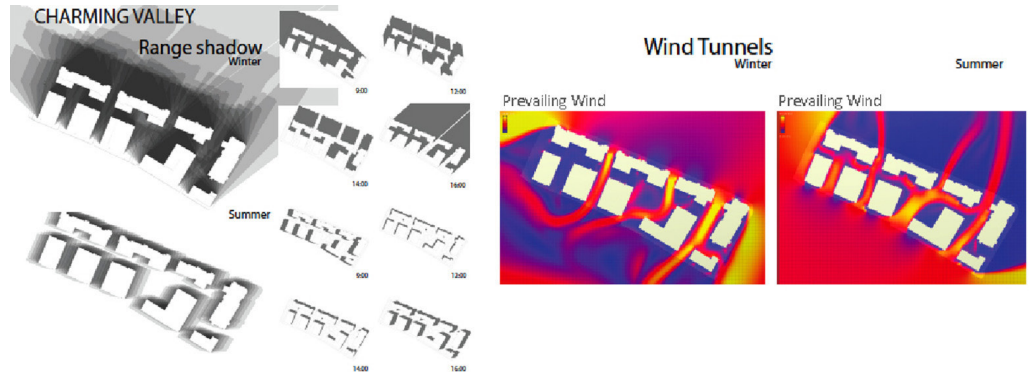 CHARMING VALLEY
Range shadow
Winter
9:00
12:00
14:00
16:00
Summer
9:00
12:00
14:00
16:00
Wind Tunnels
Winter
Summer
Prevailing Wind
Prevailing Wind